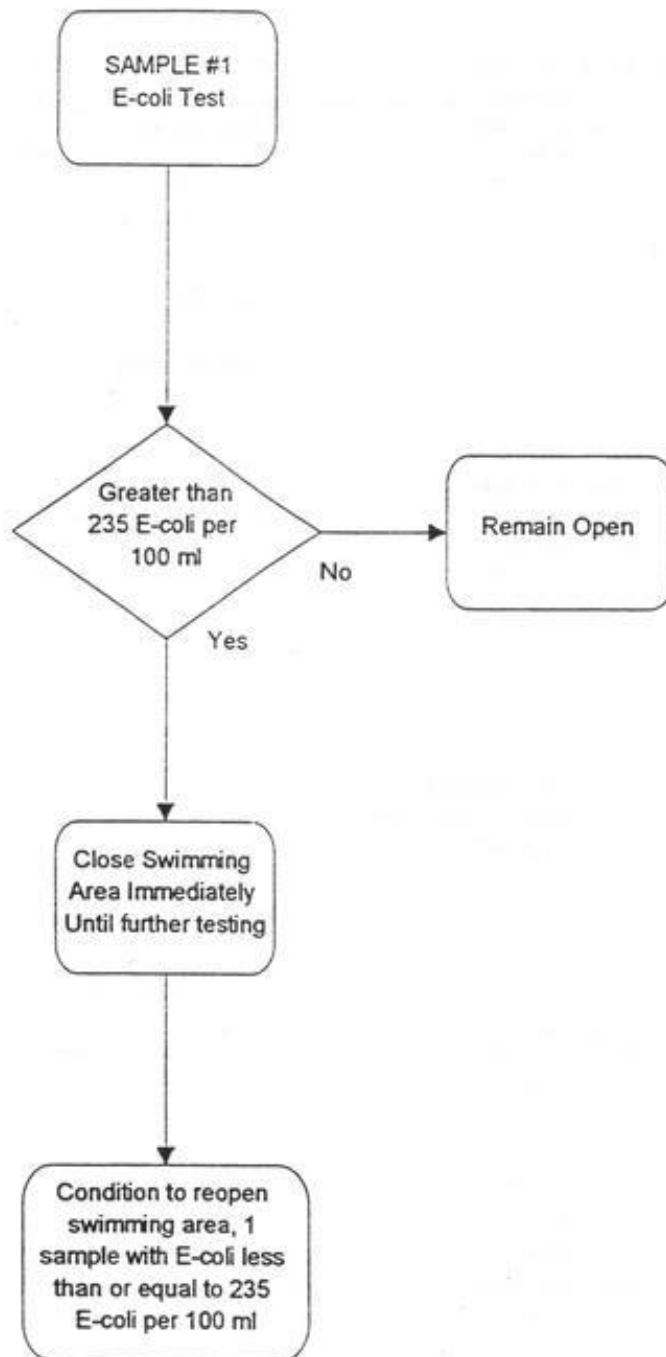 SAMPLE #1
E-coli Test
Greater than
235 E-coli per
100 ml
No
Remain Open
Yes
Close Swimming
Area Immediately
Until further testing
Condition to reopen
swimming area, 1
sample with E-coli less
than or equal to 235
E-coli per 100 ml